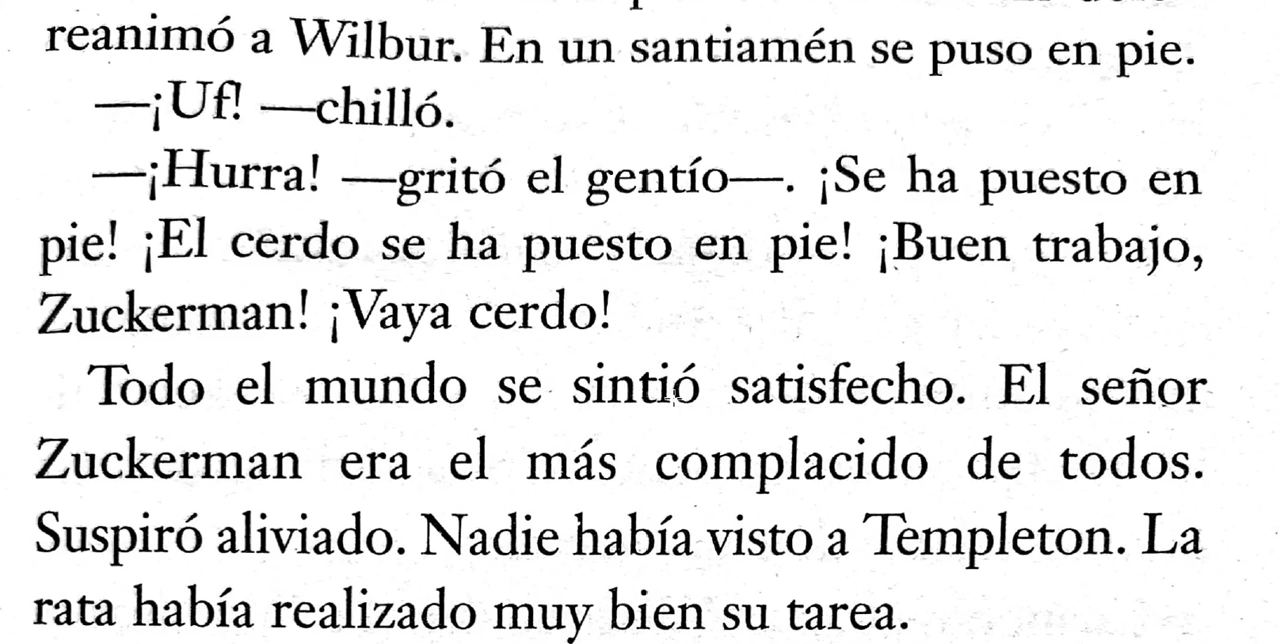 reanimó a Wilbur. En un santiamén se puso en pie.
—¡Uf! —chilló.
—¡Hurra! —gritó el gentío—. ¡Se ha puesto en
pie! ¡El cerdo se ha puesto en pie! ¡Buen trabajo,
Zuckerman! ¡Vaya cerdo!
Todo el mundo se sintió satisfecho. El señor
Zuckerman era el más complacido de todos.
Suspiró aliviado. Nadie había visto a Templeton. La
rata había realizado muy bien su tarea.